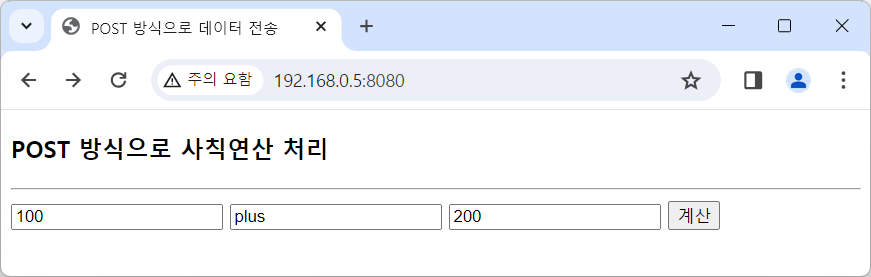 POST 방식으로 데이터 전송
주의 요함 192.168.0.5:8080
POST 방식으로 사칙연산 처리
100 plus 200 계산